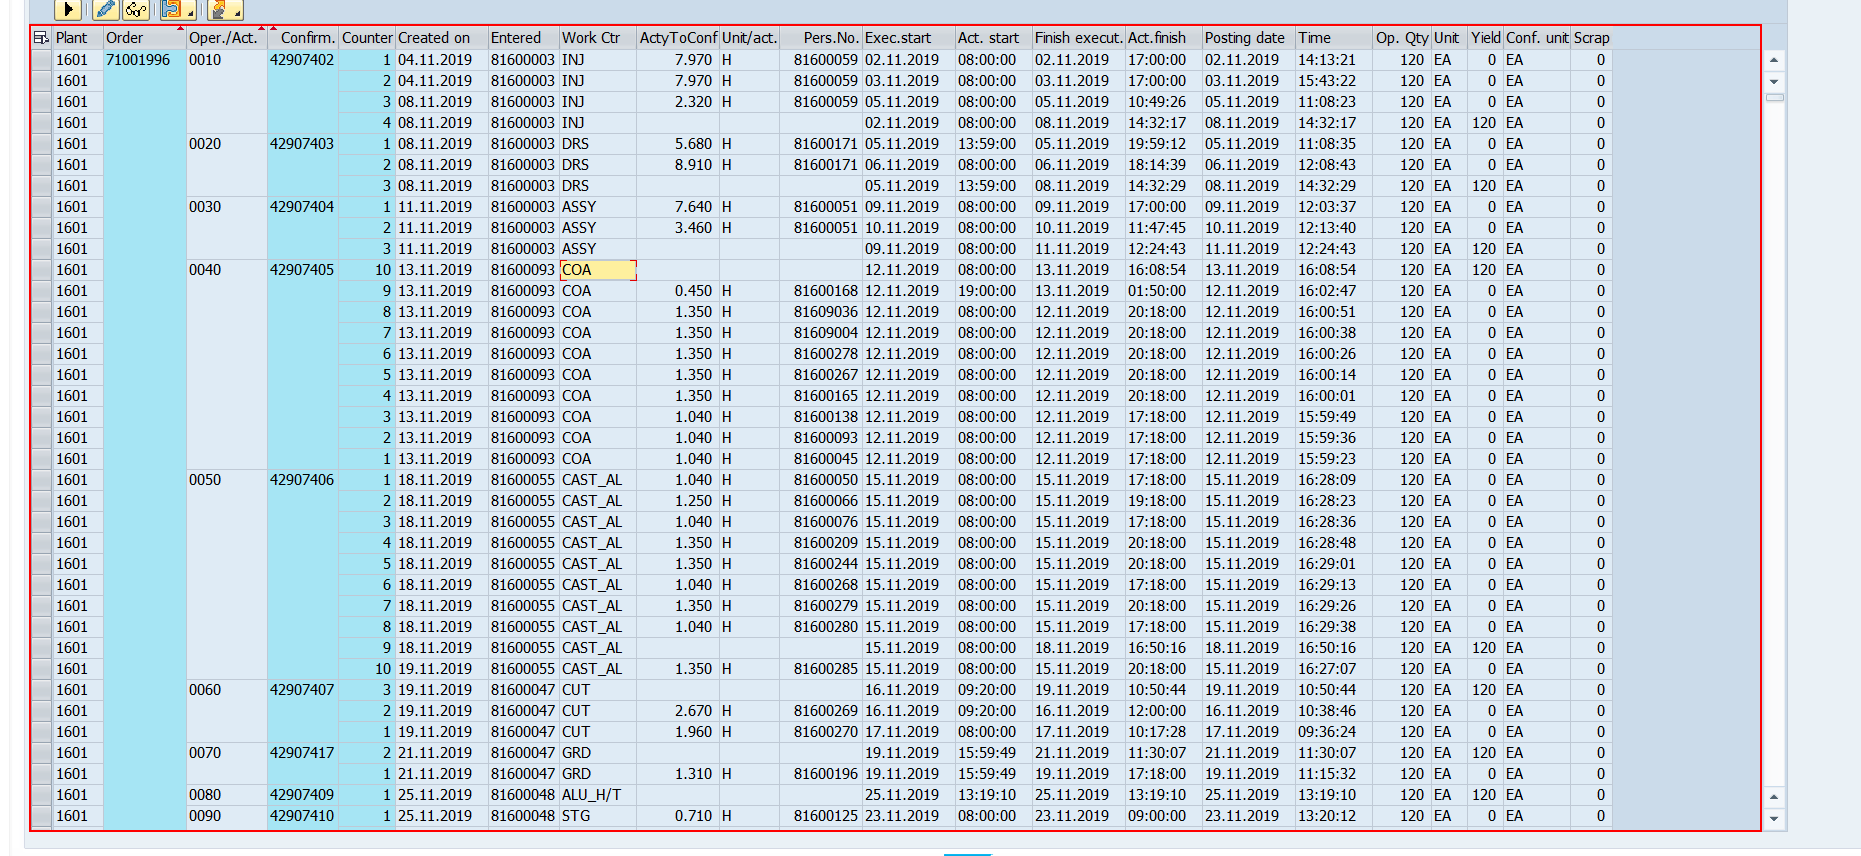 Plant Order Oper./Act. Confirm. Counter Created on Entered Work Ctr ActyToConf Unit/act. Pers.No. Exec.start Act. start Finish execut. Act.finish Posting date Time Op. Qty Unit Yield Conf. unit Scrap
1601 71001996 0010 42907402 1 04.11.2019 81600003 INJ 7.970 H 81600059 02.11.2019 08:00:00 02.11.2019 17:00:00 02.11.2019 14:13:21 120 EA 0 EA 0
1601 2 04.11.2019 81600003 INJ 7.970 H 81600059 03.11.2019 08:00:00 03.11.2019 17:00:00 03.11.2019 15:43:22 120 EA 0 EA 0
1601 3 08.11.2019 81600003 INJ 2.320 H 81600059 05.11.2019 08:00:00 05.11.2019 10:49:26 05.11.2019 11:08:23 120 EA 0 EA 0
1601 4 08.11.2019 81600003 INJ 02.11.2019 08:00:00 08.11.2019 14:32:17 08.11.2019 14:32:17 120 EA 120 EA 0
1601 0020 42907403 1 08.11.2019 81600003 DRS 5.680 H 81600171 05.11.2019 13:59:00 05.11.2019 19:59:12 05.11.2019 11:08:35 120 EA 0 EA 0
1601 2 08.11.2019 81600003 DRS 8.910 H 81600171 06.11.2019 08:00:00 06.11.2019 18:14:39 06.11.2019 12:08:43 120 EA 0 EA 0
1601 3 08.11.2019 81600003 DRS 05.11.2019 13:59:00 08.11.2019 14:32:29 08.11.2019 14:32:29 120 EA 120 EA 0
1601 0030 42907404 1 11.11.2019 81600003 ASSY 7.640 H 81600051 09.11.2019 08:00:00 09.11.2019 17:00:00 09.11.2019 12:03:37 120 EA 0 EA 0
1601 2 11.11.2019 81600003 ASSY 3.460 H 81600051 10.11.2019 08:00:00 10.11.2019 11:47:45 10.11.2019 12:13:40 120 EA 0 EA 0
1601 3 11.11.2019 81600003 ASSY 09.11.2019 08:00:00 11.11.2019 12:24:43 11.11.2019 12:24:43 120 EA 120 EA 0
1601 0040 42907405 10 13.11.2019 81600093 COA 12.11.2019 08:00:00 13.11.2019 16:08:54 13.11.2019 16:08:54 120 EA 120 EA 0
1601 9 13.11.2019 81600093 COA 0.450 H 81600168 12.11.2019 19:00:00 13.11.2019 01:50:00 12.11.2019 16:02:47 120 EA 0 EA 0
1601 8 13.11.2019 81600093 COA 1.350 H 81609036 12.11.2019 08:00:00 12.11.2019 20:18:00 12.11.2019 16:00:51 120 EA 0 EA 0
1601 7 13.11.2019 81600093 COA 1.350 H 81609004 12.11.2019 08:00:00 12.11.2019 20:18:00 12.11.2019 16:00:38 120 EA 0 EA 0
1601 6 13.11.2019 81600093 COA 1.350 H 81600278 12.11.2019 08:00:00 12.11.2019 20:18:00 12.11.2019 16:00:26 120 EA 0 EA 0
1601 5 13.11.2019 81600093 COA 1.350 H 81600267 12.11.2019 08:00:00 12.11.2019 20:18:00 12.11.2019 16:00:14 120 EA 0 EA 0
1601 4 13.11.2019 81600093 COA 1.350 H 81600165 12.11.2019 08:00:00 12.11.2019 20:18:00 12.11.2019 16:00:01 120 EA 0 EA 0
1601 3 13.11.2019 81600093 COA 1.040 H 81600138 12.11.2019 08:00:00 12.11.2019 17:18:00 12.11.2019 15:59:49 120 EA 0 EA 0
1601 2 13.11.2019 81600093 COA 1.040 H 81600093 12.11.2019 08:00:00 12.11.2019 17:18:00 12.11.2019 15:59:36 120 EA 0 EA 0
1601 1 13.11.2019 81600093 COA 1.040 H 81600045 12.11.2019 08:00:00 12.11.2019 17:18:00 12.11.2019 15:59:23 120 EA 0 EA 0
1601 0050 42907406 1 18.11.2019 81600055 CAST_AL 1.040 H 81600050 15.11.2019 08:00:00 15.11.2019 17:18:00 15.11.2019 16:28:09 120 EA 0 EA 0
1601 2 18.11.2019 81600055 CAST_AL 1.250 H 81600066 15.11.2019 08:00:00 15.11.2019 19:18:00 15.11.2019 16:28:23 120 EA 0 EA 0
1601 3 18.11.2019 81600055 CAST_AL 1.040 H 81600076 15.11.2019 08:00:00 15.11.2019 17:18:00 15.11.2019 16:28:36 120 EA 0 EA 0
1601 4 18.11.2019 81600055 CAST_AL 1.350 H 81600209 15.11.2019 08:00:00 15.11.2019 20:18:00 15.11.2019 16:28:48 120 EA 0 EA 0
1601 5 18.11.2019 81600055 CAST_AL 1.350 H 81600244 15.11.2019 08:00:00 15.11.2019 20:18:00 15.11.2019 16:29:01 120 EA 0 EA 0
1601 6 18.11.2019 81600055 CAST_AL 1.040 H 81600268 15.11.2019 08:00:00 15.11.2019 17:18:00 15.11.2019 16:29:13 120 EA 0 EA 0
1601 7 18.11.2019 81600055 CAST_AL 1.350 H 81600279 15.11.2019 08:00:00 15.11.2019 20:18:00 15.11.2019 16:29:26 120 EA 0 EA 0
1601 8 18.11.2019 81600055 CAST_AL 1.040 H 81600280 15.11.2019 08:00:00 15.11.2019 17:18:00 15.11.2019 16:29:38 120 EA 0 EA 0
1601 9 18.11.2019 81600055 CAST_AL 15.11.2019 08:00:00 18.11.2019 16:50:16 18.11.2019 16:50:16 120 EA 120 EA 0
1601 10 19.11.2019 81600055 CAST_AL 1.350 H 81600285 15.11.2019 08:00:00 15.11.2019 20:18:00 15.11.2019 16:27:07 120 EA 0 EA 0
1601 0060 42907407 3 19.11.2019 81600047 CUT 16.11.2019 09:20:00 19.11.2019 10:50:44 19.11.2019 10:50:44 120 EA 120 EA 0
1601 2 19.11.2019 81600047 CUT 2.670 H 81600269 16.11.2019 09:20:00 16.11.2019 12:00:00 16.11.2019 10:38:46 120 EA 0 EA 0
1601 1 19.11.2019 81600047 CUT 1.960 H 81600270 17.11.2019 08:00:00 17.11.2019 10:17:28 17.11.2019 09:36:24 120 EA 0 EA 0
1601 0070 42907417 2 21.11.2019 81600047 GRD 19.11.2019 15:59:49 21.11.2019 11:30:07 21.11.2019 11:30:07 120 EA 120 EA 0
1601 1 21.11.2019 81600047 GRD 1.310 H 81600196 19.11.2019 15:59:49 19.11.2019 17:18:00 19.11.2019 11:15:32 120 EA 0 EA 0
1601 0080 42907409 1 25.11.2019 81600048 ALU_H/T 25.11.2019 13:19:10 25.11.2019 13:19:10 25.11.2019 13:19:10 120 EA 120 EA 0
1601 0090 42907410 1 25.11.2019 81600048 STG 0.710 H 81600125 23.11.2019 08:00:00 23.11.2019 09:00:00 23.11.2019 13:20:12 120 EA 0 EA 0